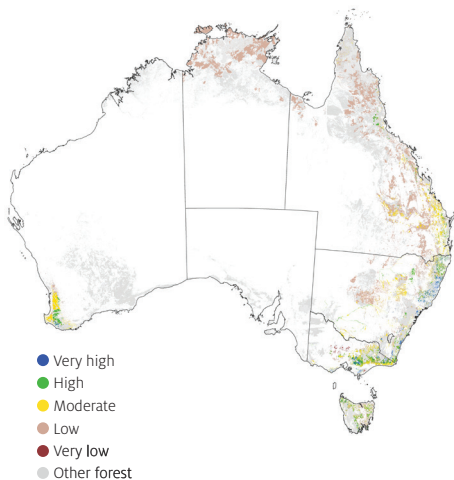 Very high
High
Moderate
Low
Very low
Other forest